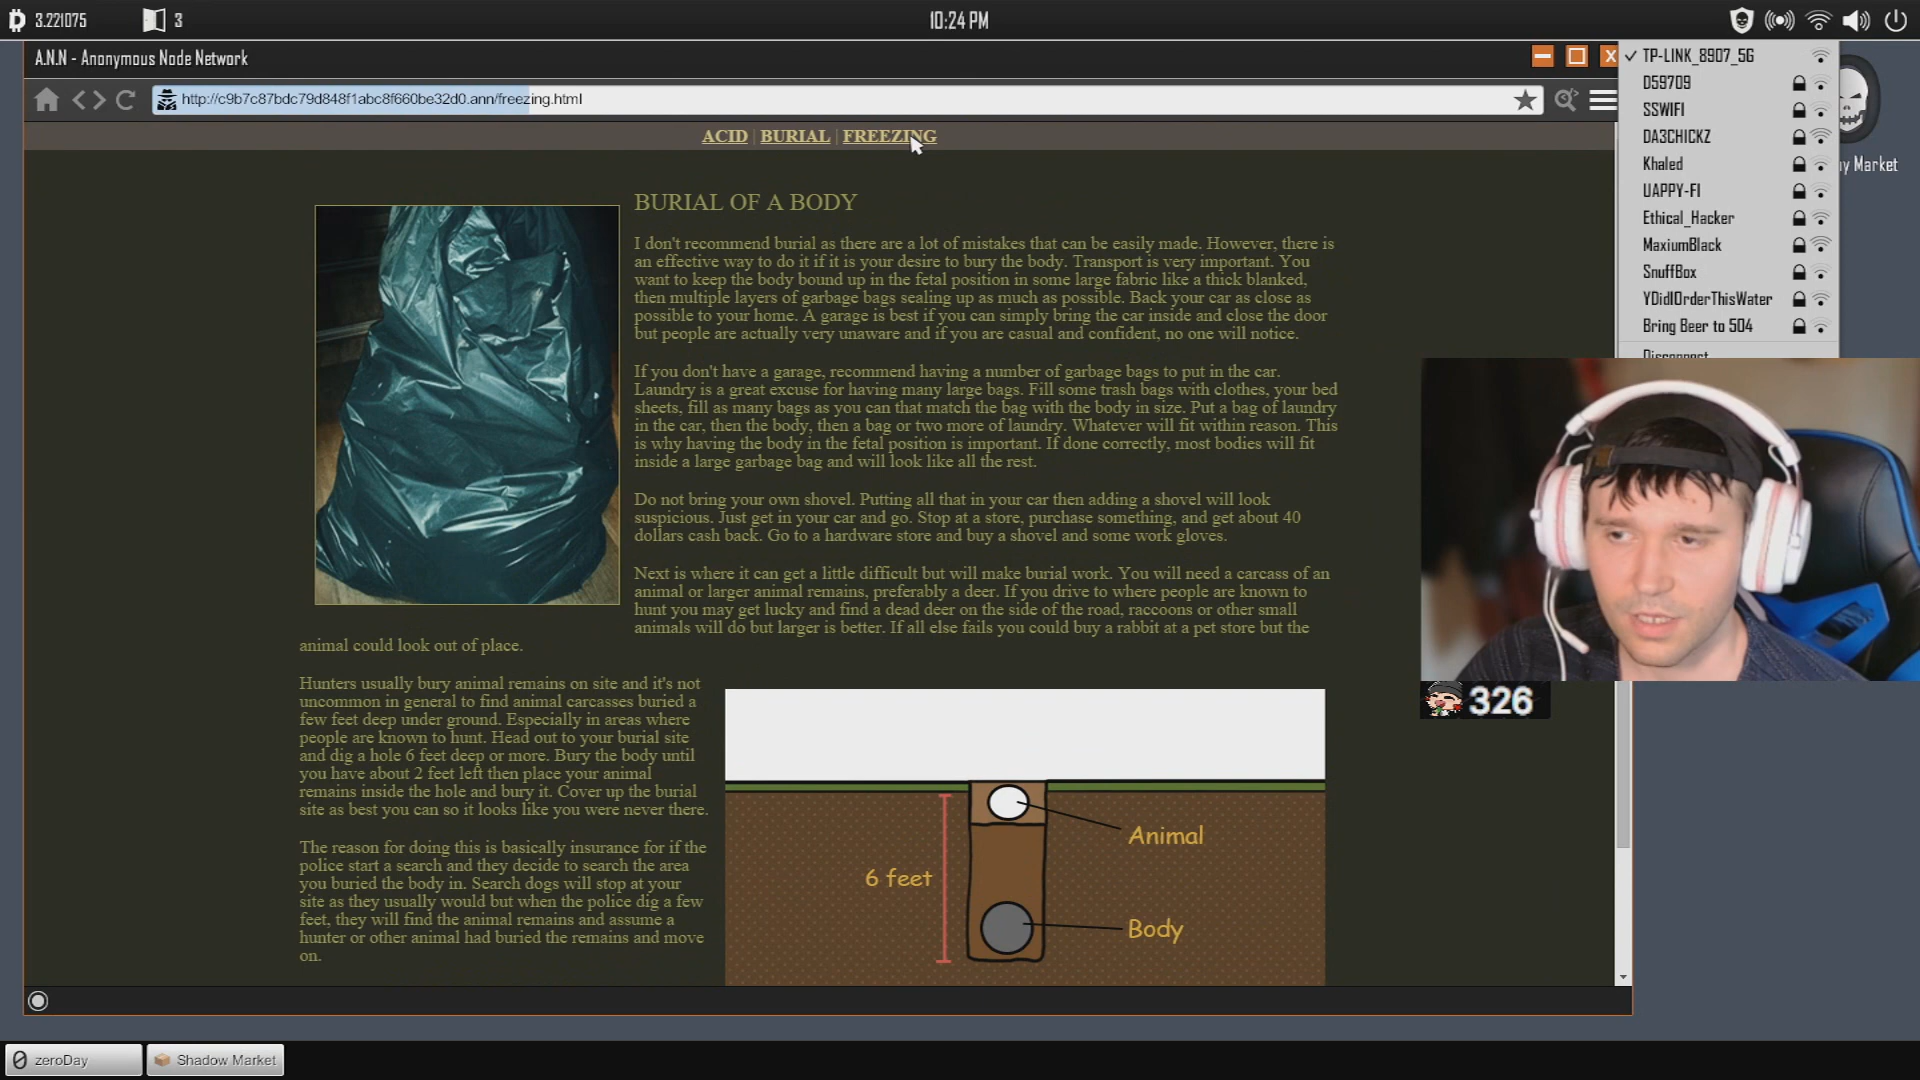 3.221075
3
10:24 PM
A.N.N - Anonymous Node Network
X
http://c9b7c87bdc79d848f1abc8f660be32d0.ann/freezing.html
ACID | BURIAL | FREEZING
BURIAL OF A BODY
I don't recommend burial as there are a lot of mistakes that can be easily made. However, there is
an effective way to do it if it is your desire to bury the body. Transport is very important. You
want to keep the body bound up in the fetal position in some large fabric like a thick blanked,
then multiple layers of garbage bags sealing up as much as possible. Back your car as close as
possible to your home. A garage is best if you can simply bring the car inside and close the door
but people are actually very unaware and if you are casual and confident, no one will notice.
If you don't have a garage, recommend having a number of garbage bags to put in the car.
Laundry is a great excuse for having many large bags. Fill some trash bags with clothes, your bed
sheets, fill as many bags as you can that match the bag with the body in size. Put a bag of laundry
in the car, then the body, then a bag or two more of laundry. Whatever will fit within reason. This
is why having the body in the fetal position is important. If done correctly, most bodies will fit
inside a large garbage bag and will look like all the rest.
Do not bring your own shovel. Putting all that in your car then adding a shovel will look
suspicious. Just get in your car and go. Stop at a store, purchase something, and get about 40
dollars cash back. Go to a hardware store and buy a shovel and some work gloves.
Next is where it can get a little difficult but will make burial work. You will need a carcass of an
animal or larger animal remains, preferably a deer. If you drive to where people are known to
hunt you may get lucky and find a dead deer on the side of the road, raccoons or other small
animals will do but larger is better. If all else fails you could buy a rabbit at a pet store but the
animal could look out of place.
Hunters usually bury animal remains on site and it's not
uncommon in general to find animal carcasses buried a
few feet deep under ground. Especially in areas where
people are known to hunt. Head out to your burial site
and dig a hole 6 feet deep or more. Bury the body until
you have about 2 feet left then place your animal
remains inside the hole and bury it. Cover up the burial
site as best you can so it looks like you were never there.
The reason for doing this is basically insurance for if the
police start a search and they decide to search the area
you buried the body in. Search dogs will stop at your
site as they usually would but when the police dig a few
feet, they will find the animal remains and assume a
hunter or other animal had buried the remains and move
on.
Animal
6 feet
Body
TP-LINK_8907_5G
D59709
SSWIFI
DA3CHICKZ
Khaled
UAPPY-FI
Ethical_Hacker
MaxiumBlack
SnuffBox
YDidIOrderThisWater
Bring Beer to 504
Disconnect
y Market
326
zeroDay
Shadow Market